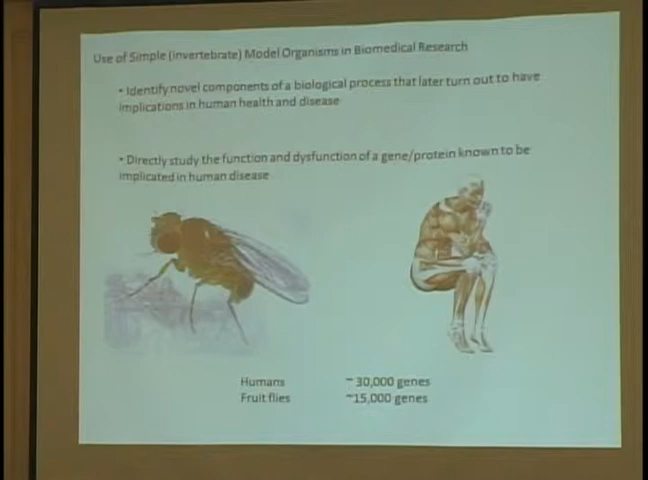 Use of Simple (invertebrate) Model Organisms in Biomedical Research
• Identify novel components of a biological process that later turn out to have
implications in human health and disease
• Directly study the function and dysfunction of a gene/protein known to be
implicated in human disease
Humans ~ 30,000 genes
Fruit flies ~15,000 genes